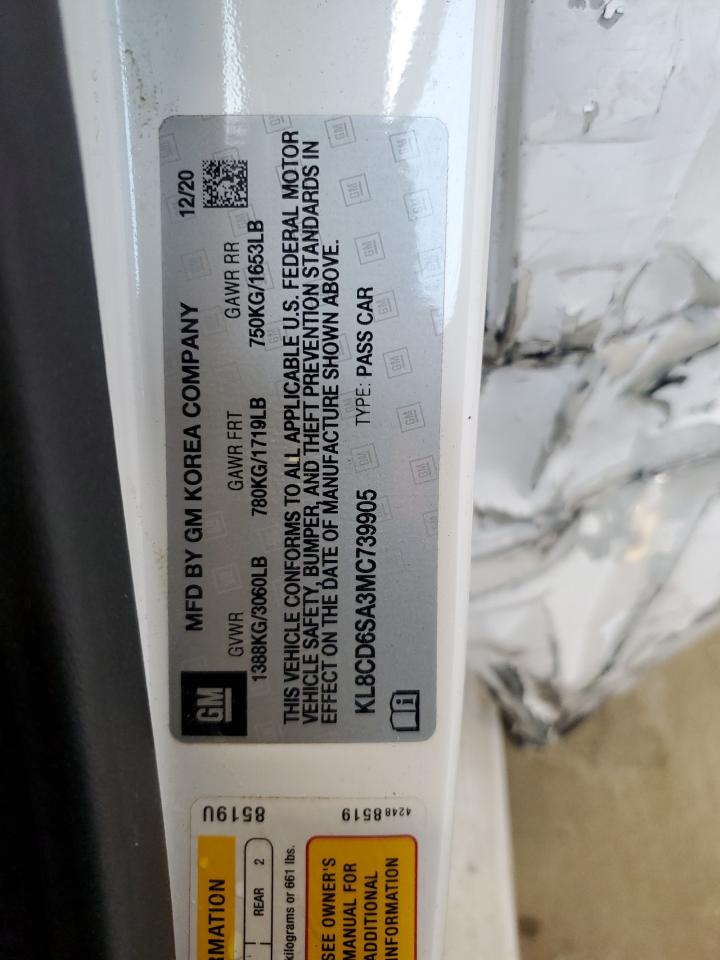 GM
MFD BY GM KOREA COMPANY 12/20
GVWR GAWR FRT GAWR RR
1388KG/3060LB 780KG/1719LB 750KG/1653LB
THIS VEHICLE CONFORMS TO ALL APPLICABLE U.S. FEDERAL MOTOR
VEHICLE SAFETY, BUMPER, AND THEFT PREVENTION STANDARDS IN
EFFECT ON THE DATE OF MANUFACTURE SHOWN ABOVE.
KL8CD6SA3MC739905 TYPE: PASS CAR
8519U
4248 8519
RMATION
REAR 2
kilograms or 661 lbs.
SEE OWNER'S
MANUAL FOR
ADDITIONAL
INFORMATION